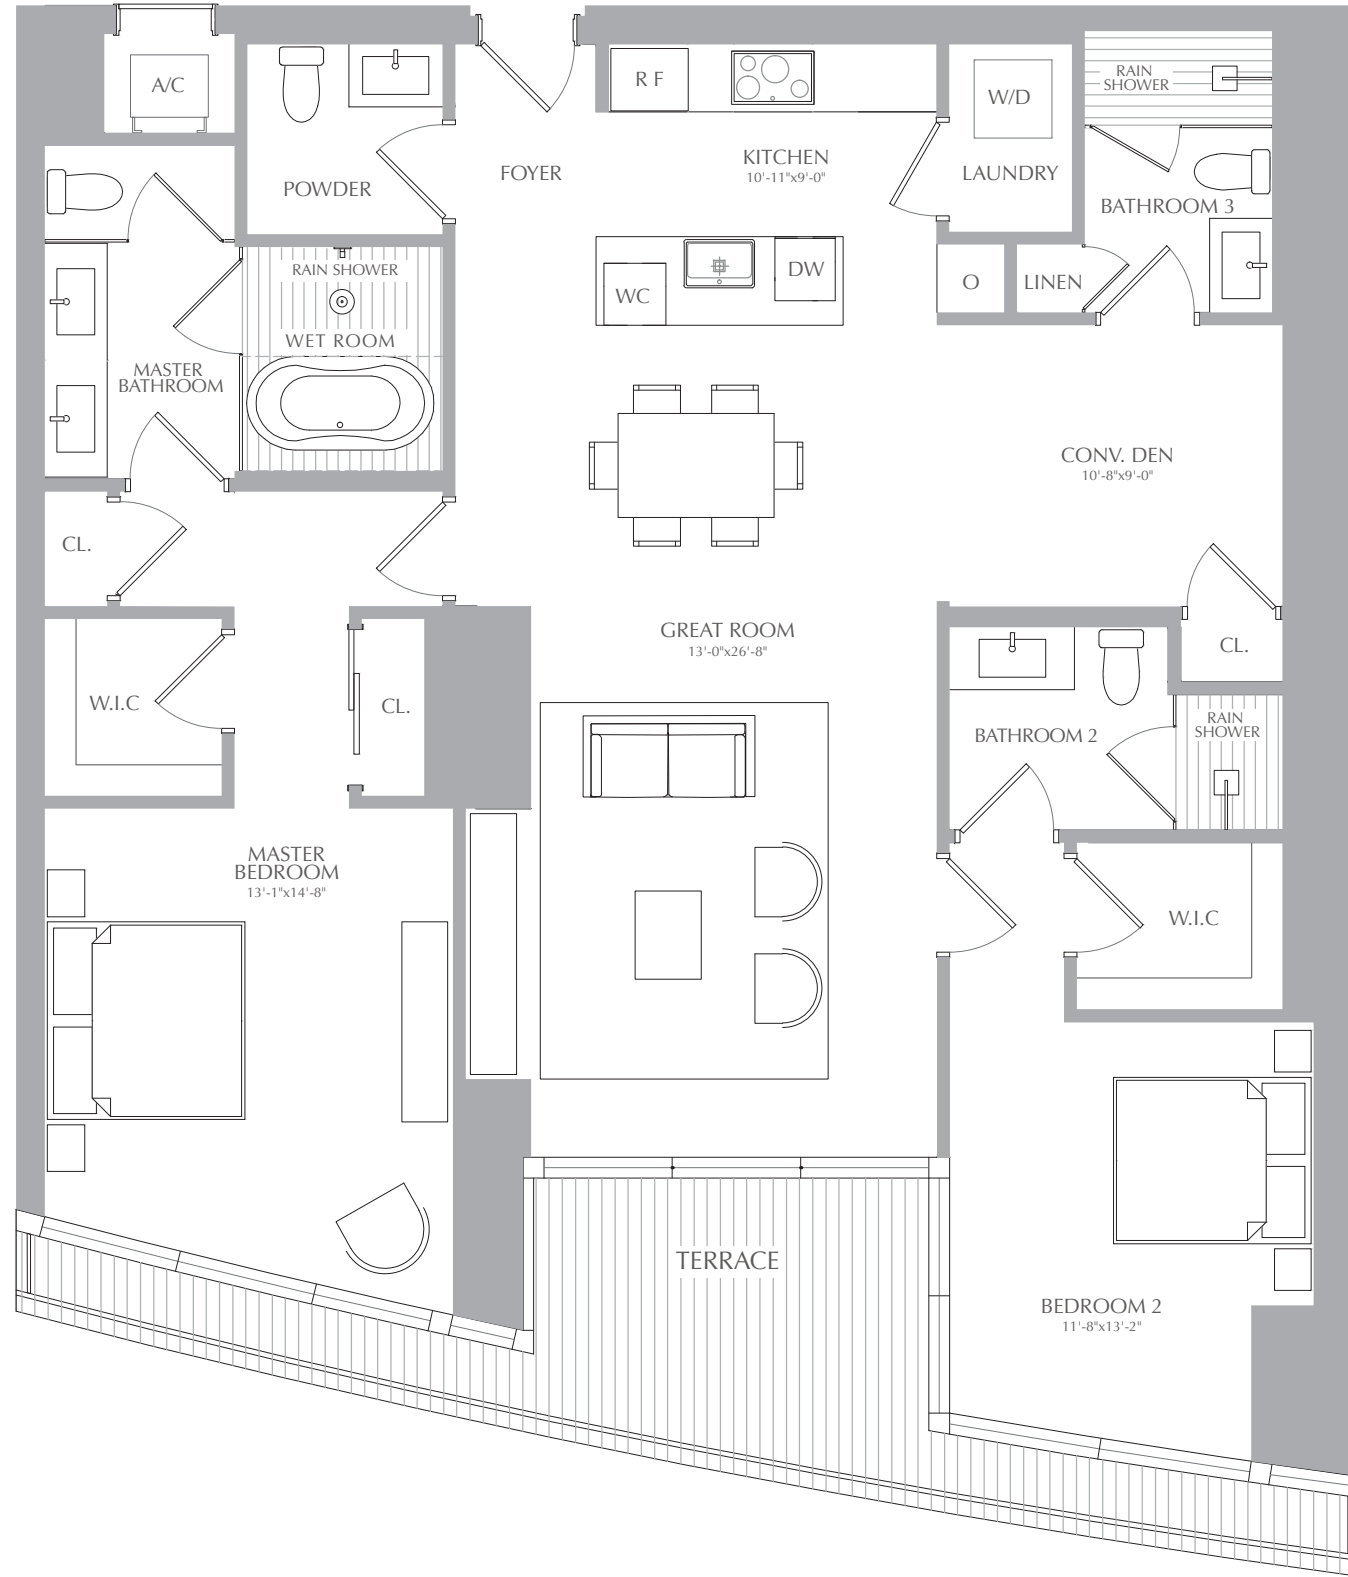 A/C
R F
W/D
RAIN
SHOWER
POWDER
FOYER
KITCHEN
10'-11"x9'-0"
LAUNDRY
BATHROOM 3
RAIN SHOWER
WET ROOM
WC
DW
O
LINEN
MASTER
BATHROOM
CONV. DEN
10'-8"x9'-0"
CL.
GREAT ROOM
13'-0"x26'-8"
CL.
W.I.C
CL.
BATHROOM 2
RAIN
SHOWER
MASTER
BEDROOM
13'-1"x14'-8"
W.I.C
TERRACE
BEDROOM 2
11'-8"x13'-2"